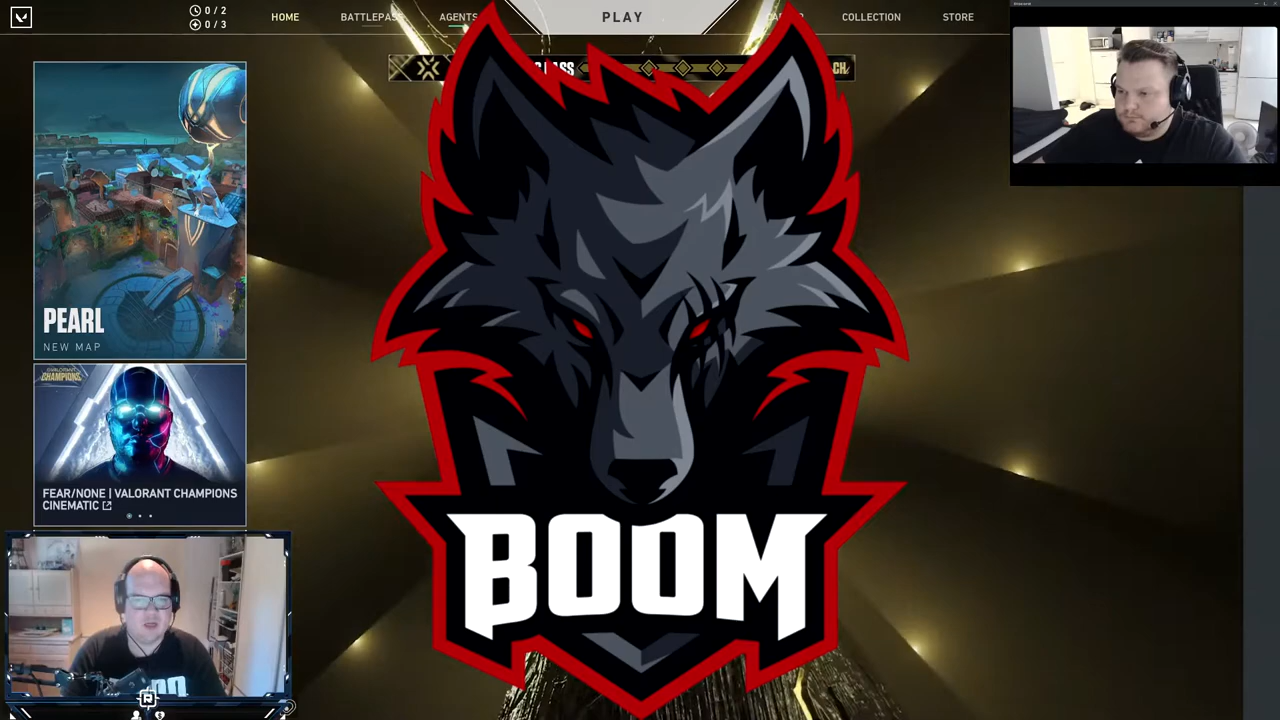 0 / 2
0 / 3
HOME
BATTLEPASS
AGENTS
PLAY
COLLECTION
STORE
PEARL
NEW MAP
VALORANT
CHAMPIONS
FEAR/NONE | VALORANT CHAMPIONS
CINEMATIC
BOOM